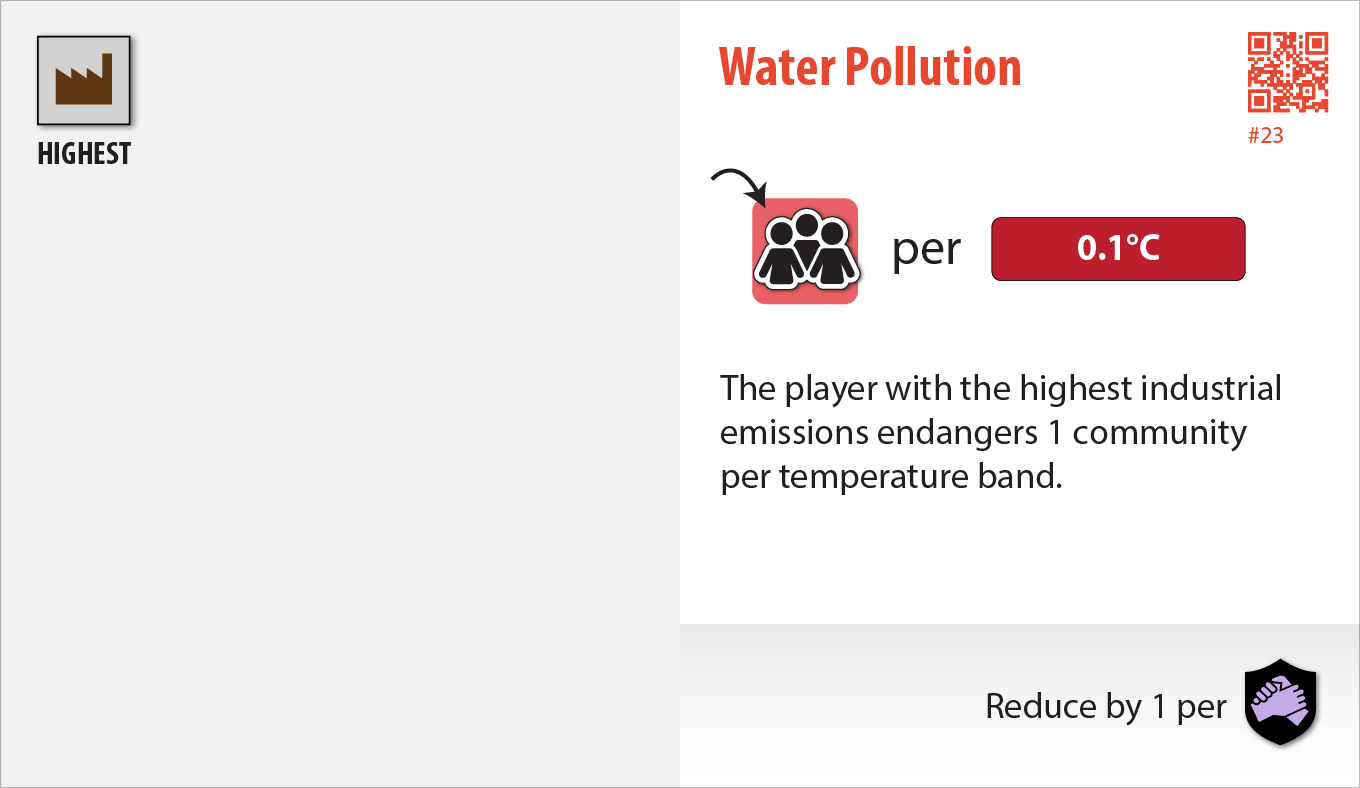 HIGHEST
Water Pollution
#23
per
0.1°C
The player with the highest industrial
emissions endangers 1 community
per temperature band.
Reduce by 1 per